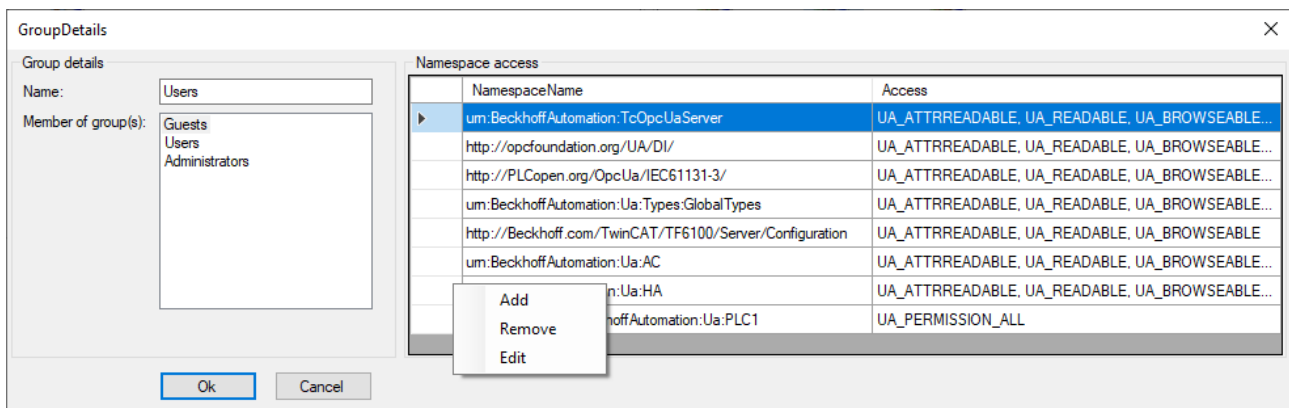 GroupDetails
Group details
Name:
Users
Member of group(s):
Guests
Users
Administrators
Ok
Cancel
Namespace access
NamespaceName Access
urn:BeckhoffAutomation:TcOpcUaServer UA_ATTRREADABLE, UA_READABLE, UA_BROWSEABLE...
http://opcfoundation.org/UA/DI/ UA_ATTRREADABLE, UA_READABLE, UA_BROWSEABLE...
http://PLCopen.org/OpcUa/IEC61131-3/ UA_ATTRREADABLE, UA_READABLE, UA_BROWSEABLE...
urn:BeckhoffAutomation:Ua:Types:GlobalTypes UA_ATTRREADABLE, UA_READABLE, UA_BROWSEABLE...
http://Beckhoff.com/TwinCAT/TF6100/Server/Configuration UA_ATTRREADABLE, UA_READABLE, UA_BROWSEABLE
urn:BeckhoffAutomation:Ua:AC UA_ATTRREADABLE, UA_READABLE, UA_BROWSEABLE...
n:Ua:HA UA_ATTRREADABLE, UA_READABLE, UA_BROWSEABLE...
hoffAutomation:Ua:PLC1 UA_PERMISSION_ALL
Add
Remove
Edit